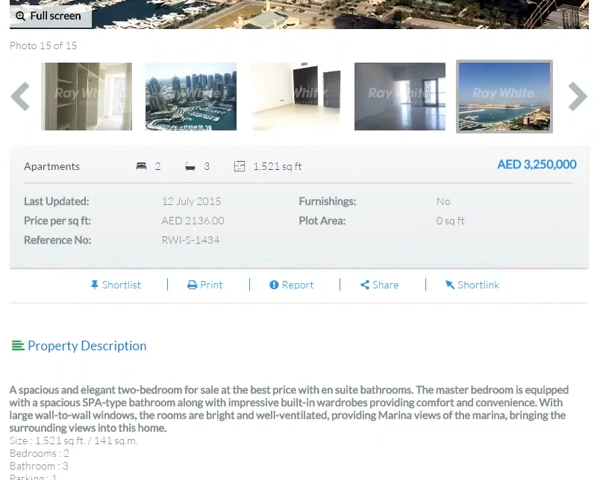 Full screen
Photo 15 of 15
Ray White
Ray White
White
Ray White
Ray White
Apartments 2 3 1,521 sq ft AED 3,250,000
Last Updated: 12 July 2015 Furnishings: No
Price per sq ft: AED 2136.00 Plot Area: 0 sq ft
Reference No: RWI-S-1434
Shortlist Print Report Share Shortlink
Property Description
A spacious and elegant two-bedroom for sale at the best price with en suite bathrooms. The master bedroom is equipped
with a spacious SPA-type bathroom along with impressive built-in wardrobes providing comfort and convenience. With
large wall-to-wall windows, the rooms are bright and well-ventilated, providing Marina views of the marina, bringing the
surrounding views into this home.
Size : 1,521 sq.ft. / 141 sq.m.
Bedrooms : 2
Bathroom : 3
Parking : 1